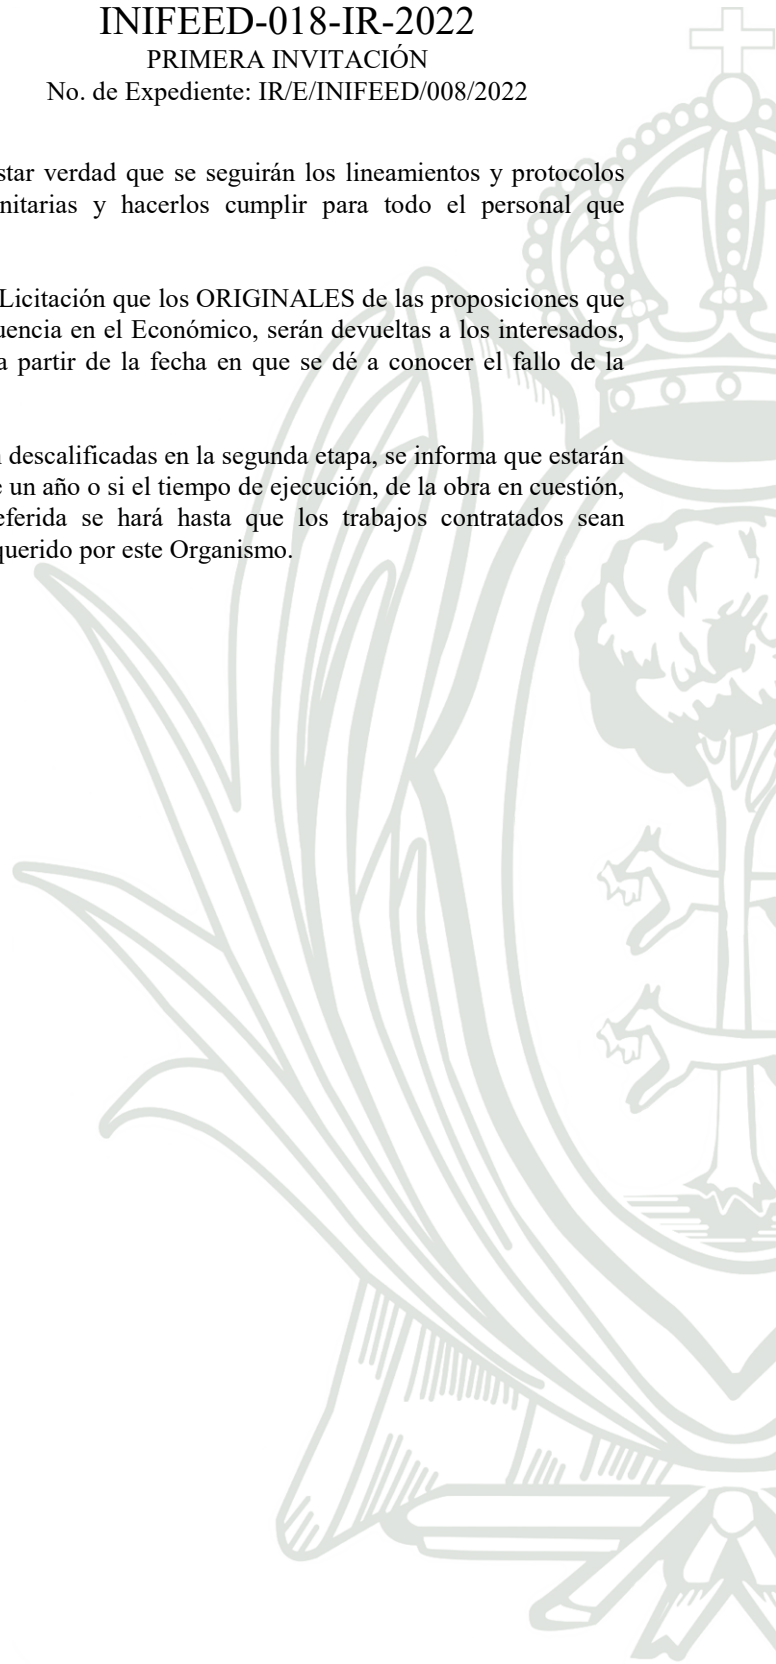 INIFEED-018-IR-2022
PRIMERA INVITACIÓN
No. de Expediente: IR/E/INIFEED/008/2022
star verdad que se seguirán los lineamientos y protocolos
nitarias y hacerlos cumplir para todo el personal que
Licitación que los ORIGINALES de las proposiciones que
uencia en el Económico, serán devueltas a los interesados,
a partir de la fecha en que se dé a conocer el fallo de la
descalificadas en la segunda etapa, se informa que estarán
e un año o si el tiempo de ejecución, de la obra en cuestión,
eferida se hará hasta que los trabajos contratados sean
querido por este Organismo.